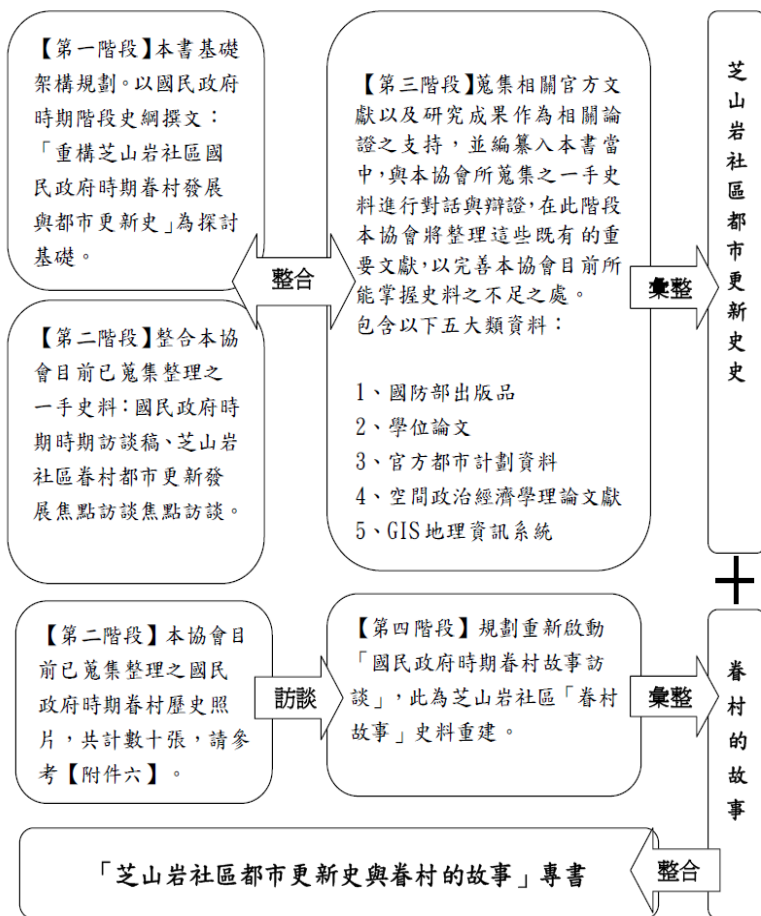 【第一階段】本書基礎
架構規劃。以國民政府
時期階段史綱撰文：
「重構芝山岩社區國
民政府時期眷村發展
與都市更新史」為探討
基礎。
【第二階段】整合本協
會目前已蒐集整理之
一手史料：國民政府時
期時期訪談稿、芝山岩
社區眷村都市更新發
展焦點訪談焦點訪談。
整合
【第三階段】蒐集相關官方文
獻以及研究成果作為相關論
證之支持，並編纂入本書當
中，與本協會所蒐集之一手史
料進行對話與辯證，在此階段
本協會將整理這些既有的重
要文獻，以完善本協會目前所
能掌握史料之不足之處。
包含以下五大類資料：
1、國防部出版品
2、學位論文
3、官方都市計劃資料
4、空間政治經濟學理論文獻
5、GIS地理資訊系統
彙整
芝山岩社區都市更新史史
【第二階段】本協會目
前已蒐集整理之國民
政府時期眷村歷史照
片，共計數十張，請參
考【附件六】。
訪談
【第四階段】規劃重新啟動
「國民政府時期眷村故事訪
談」，此為芝山岩社區「眷村
故事」史料重建。
彙整
眷村的故事
整合
「芝山岩社區都市更新史與眷村的故事」專書